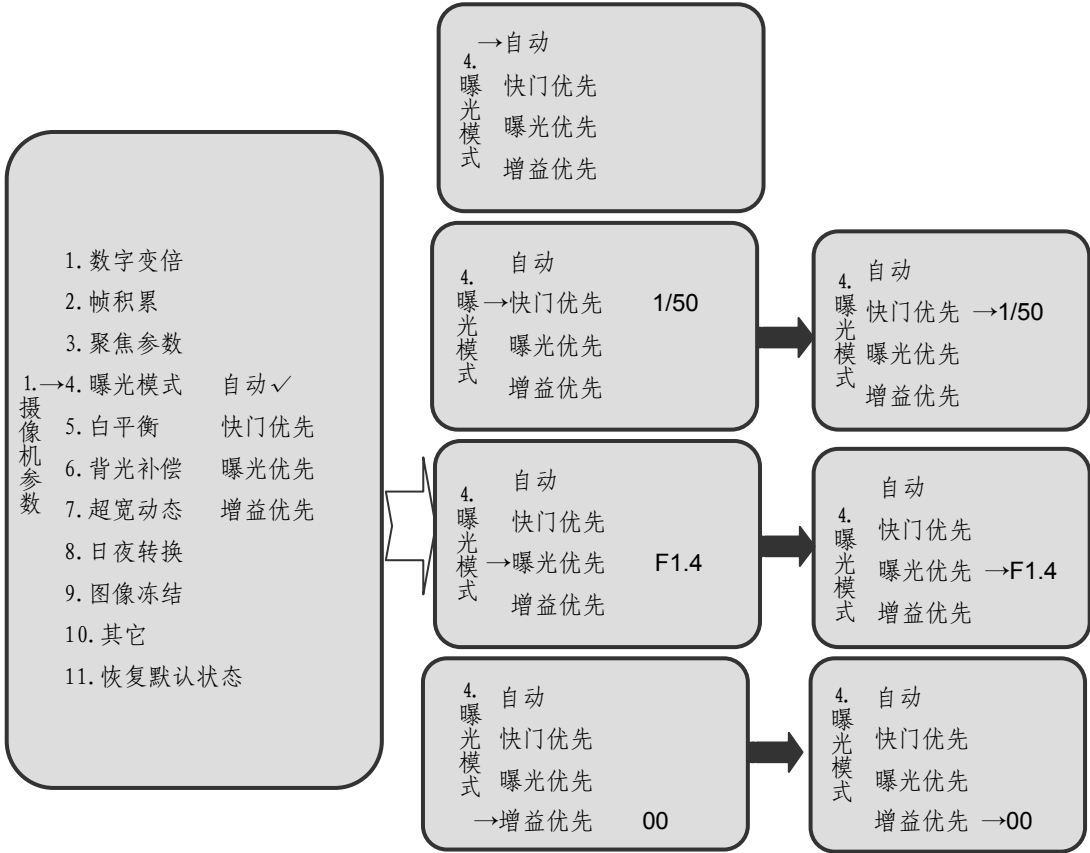 1.摄像机参数
1.数字变倍
2.帧积累
3.聚焦参数
→4.曝光模式 自动✓
5.白平衡 快门优先
6.背光补偿 曝光优先
7.超宽动态 增益优先
8.日夜转换
9.图像冻结
10.其它
11.恢复默认状态
4.曝光模式
→自动
快门优先
曝光优先
增益优先
4.曝光模式
自动
→快门优先 1/50
曝光优先
增益优先
4.曝光模式
自动
快门优先 →1/50
曝光优先
增益优先
4.曝光模式
自动
快门优先
→曝光优先 F1.4
增益优先
4.曝光模式
自动
快门优先
曝光优先 →F1.4
增益优先
4.曝光模式
自动
快门优先
曝光优先
→增益优先 00
4.曝光模式
自动
快门优先
曝光优先
增益优先 →00